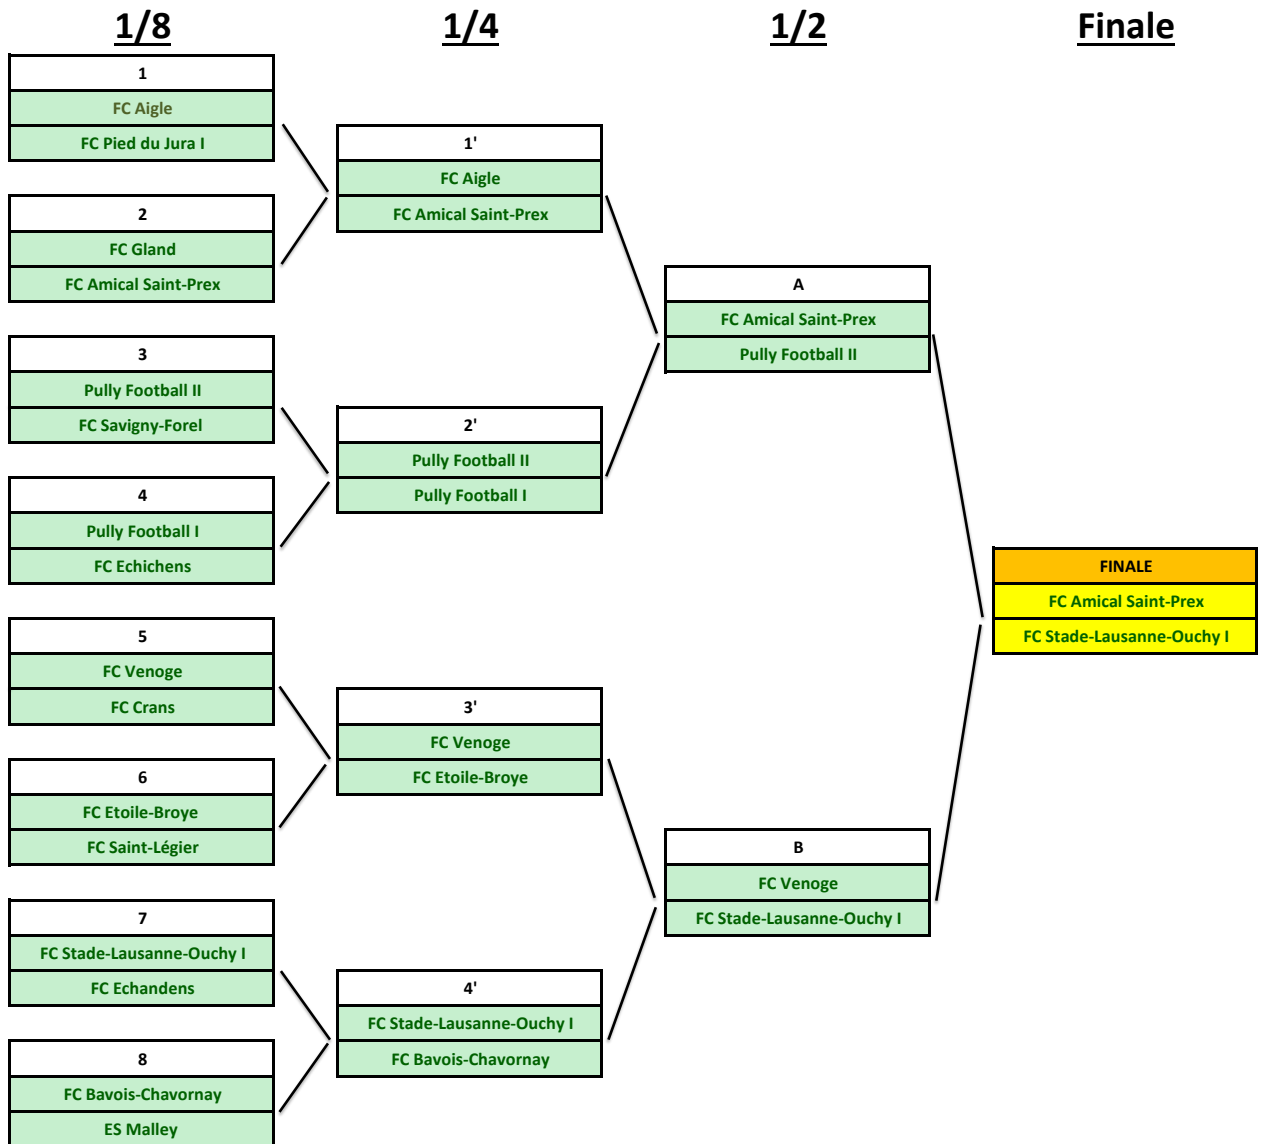 1/8
1/4
1/2
Finale
1
FC Aigle
FC Pied du Jura I
2
FC Gland
FC Amical Saint-Prex
3
Pully Football II
FC Savigny-Forel
4
Pully Football I
FC Echichens
5
FC Venoge
FC Crans
6
FC Etoile-Broye
FC Saint-Légier
7
FC Stade-Lausanne-Ouchy I
FC Echandens
8
FC Bavois-Chavornay
ES Malley
1'
FC Aigle
FC Amical Saint-Prex
2'
Pully Football II
Pully Football I
3'
FC Venoge
FC Etoile-Broye
4'
FC Stade-Lausanne-Ouchy I
FC Bavois-Chavornay
A
FC Amical Saint-Prex
Pully Football II
B
FC Venoge
FC Stade-Lausanne-Ouchy I
FINALE
FC Amical Saint-Prex
FC Stade-Lausanne-Ouchy I